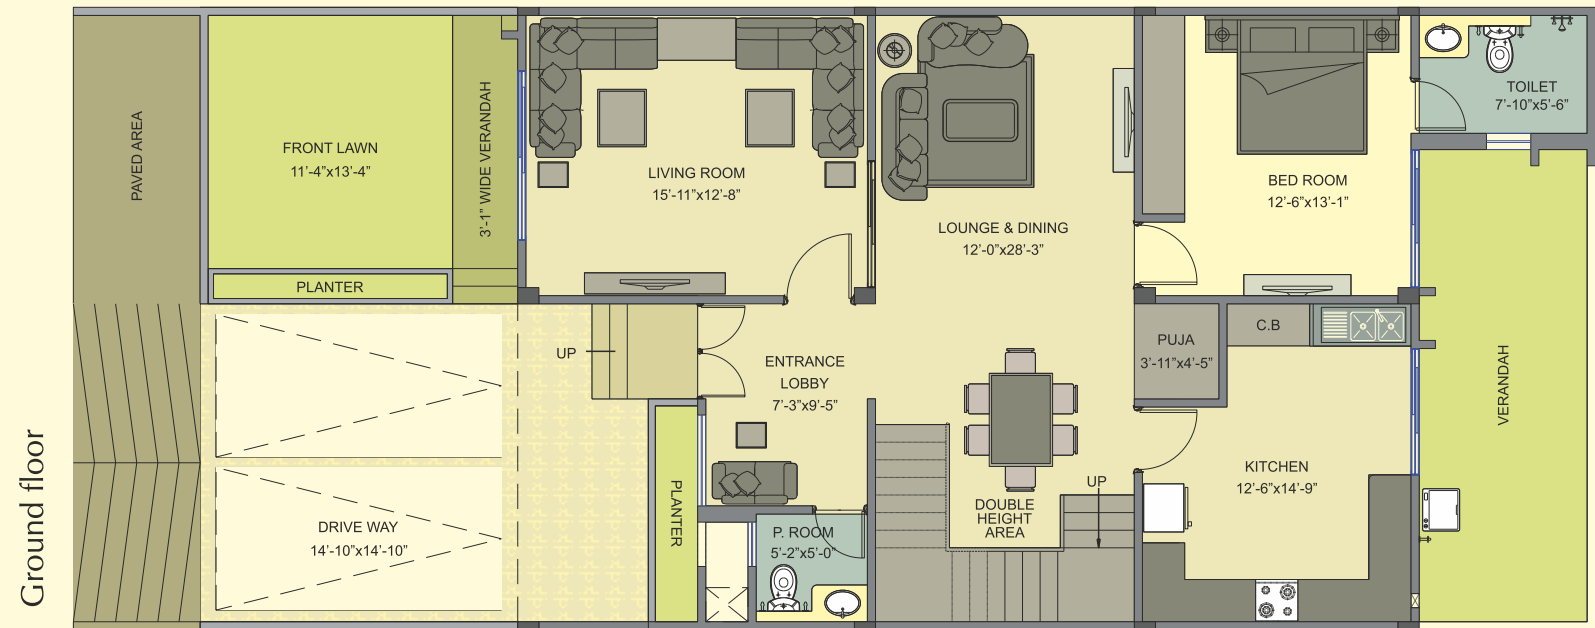 Ground floor
PAVED AREA
FRONT LAWN
11'-4"x13'-4"
3'-1" WIDE VERANDAH
PLANTER
LIVING ROOM
15'-11"x12'-8"
LOUNGE & DINING
12'-0"x28'-3"
BED ROOM
12'-6"x13'-1"
TOILET
7'-10"x5'-6"
UP
ENTRANCE
LOBBY
7'-3"x9'-5"
PUJA
3'-11"x4'-5"
C.B
VERANDAH
KITCHEN
12'-6"x14'-9"
UP
DOUBLE
HEIGHT
AREA
PLANTER
P. ROOM
5'-2"x5'-0"
DRIVE WAY
14'-10"x14'-10"